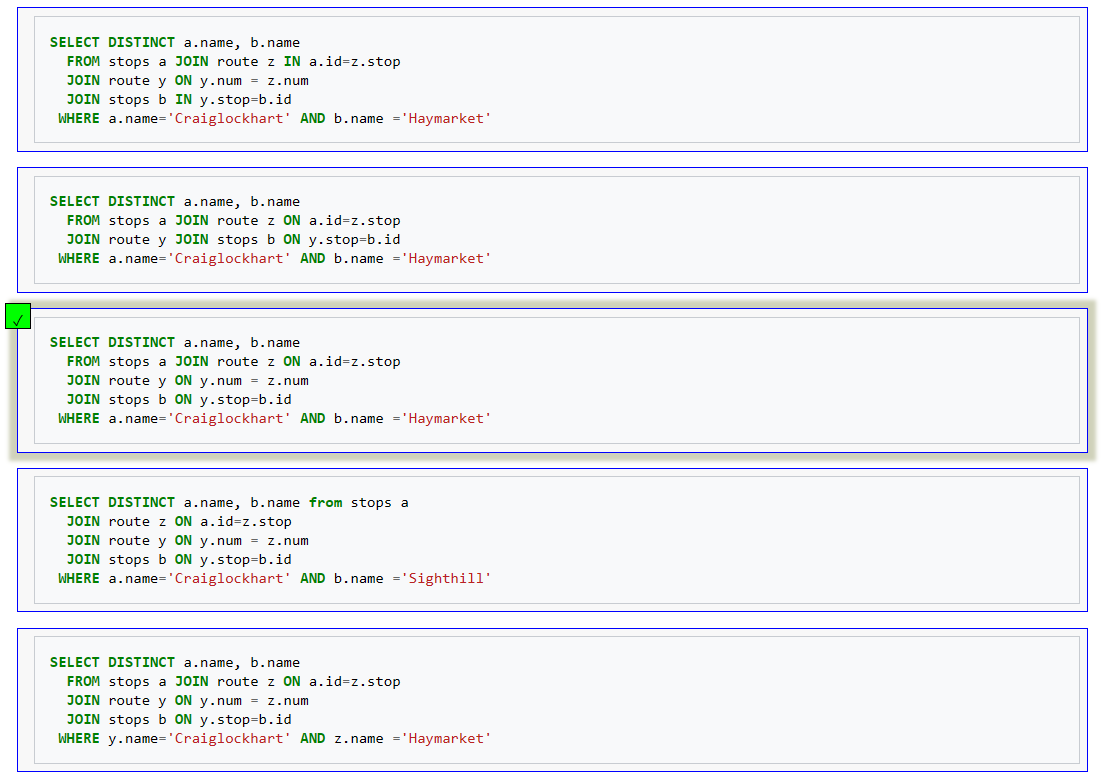 SELECT DISTINCT a.name, b.name
  FROM stops a JOIN route z IN a.id=z.stop
  JOIN route y ON y.num = z.num
  JOIN stops b IN y.stop=b.id
 WHERE a.name='Craiglockhart' AND b.name ='Haymarket'
SELECT DISTINCT a.name, b.name
  FROM stops a JOIN route z ON a.id=z.stop
  JOIN route y JOIN stops b ON y.stop=b.id
 WHERE a.name='Craiglockhart' AND b.name ='Haymarket'
✓
SELECT DISTINCT a.name, b.name
  FROM stops a JOIN route z ON a.id=z.stop
  JOIN route y ON y.num = z.num
  JOIN stops b ON y.stop=b.id
 WHERE a.name='Craiglockhart' AND b.name ='Haymarket'
SELECT DISTINCT a.name, b.name from stops a
  JOIN route z ON a.id=z.stop
  JOIN route y ON y.num = z.num
  JOIN stops b ON y.stop=b.id
 WHERE a.name='Craiglockhart' AND b.name ='Sighthill'
SELECT DISTINCT a.name, b.name
  FROM stops a JOIN route z ON a.id=z.stop
  JOIN route y ON y.num = z.num
  JOIN stops b ON y.stop=b.id
 WHERE y.name='Craiglockhart' AND z.name ='Haymarket'